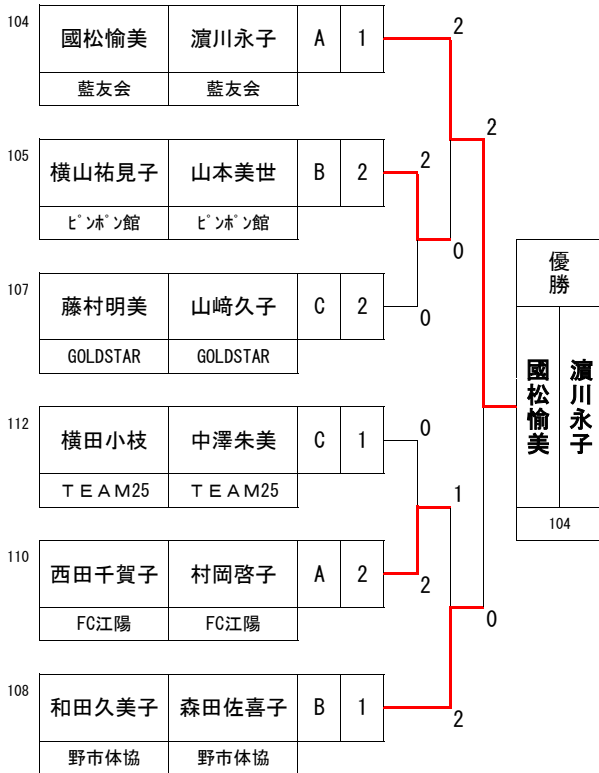 104
國松愉美 濵川永子 A 1
藍友会 藍友会
2
2
105
横山祐見子 山本美世 B 2
ﾋﾟﾝﾎﾟﾝ館 ﾋﾟﾝﾎﾟﾝ館
2
0
107
藤村明美 山﨑久子 C 2
GOLDSTAR GOLDSTAR
0
112
横田小枝 中澤朱美 C 1
ＴＥＡＭ25 ＴＥＡＭ25
0
1
110
西田千賀子 村岡啓子 A 2
FC江陽 FC江陽
2
0
108
和田久美子 森田佐喜子 B 1
野市体協 野市体協
2
優勝
國松愉美
濵川永子
104